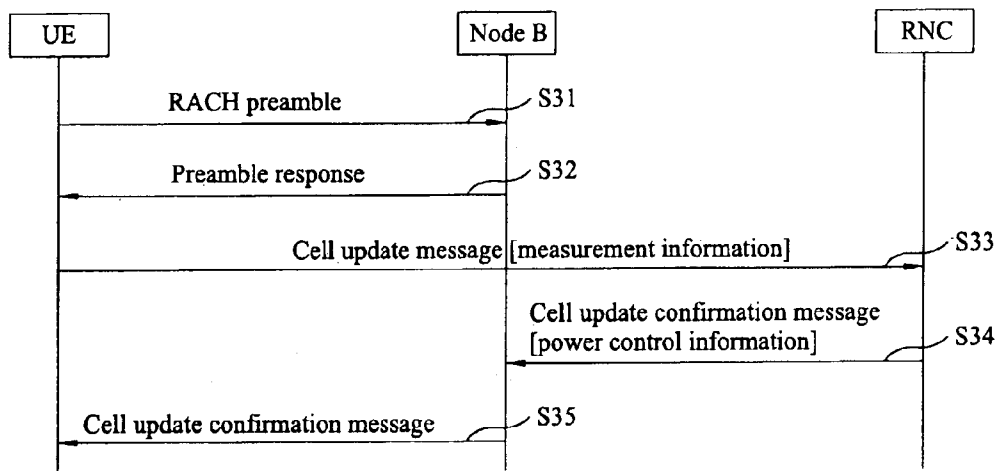 UE
Node B
RNC
RACH preamble
S31
Preamble response
S32
Cell update message [measurement information]
S33
Cell update confirmation message
[power control information]
S34
Cell update confirmation message
S35